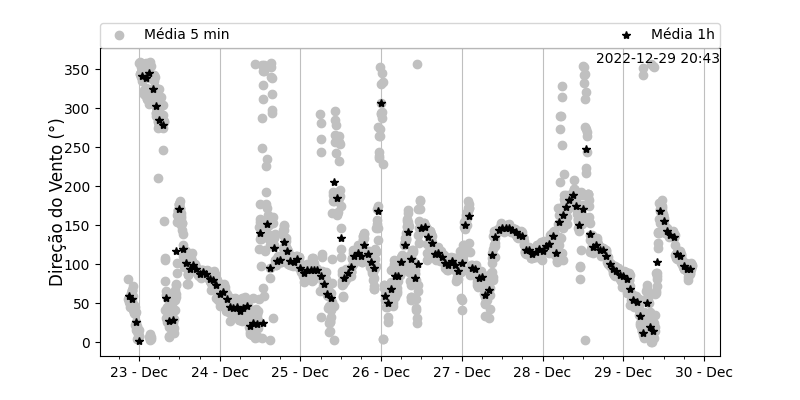 Média 5 min
Média 1h
2022-12-29 20:43
Direção do Vento (°)
350
300
250
200
150
100
50
0
23 - Dec
24 - Dec
25 - Dec
26 - Dec
27 - Dec
28 - Dec
29 - Dec
30 - Dec